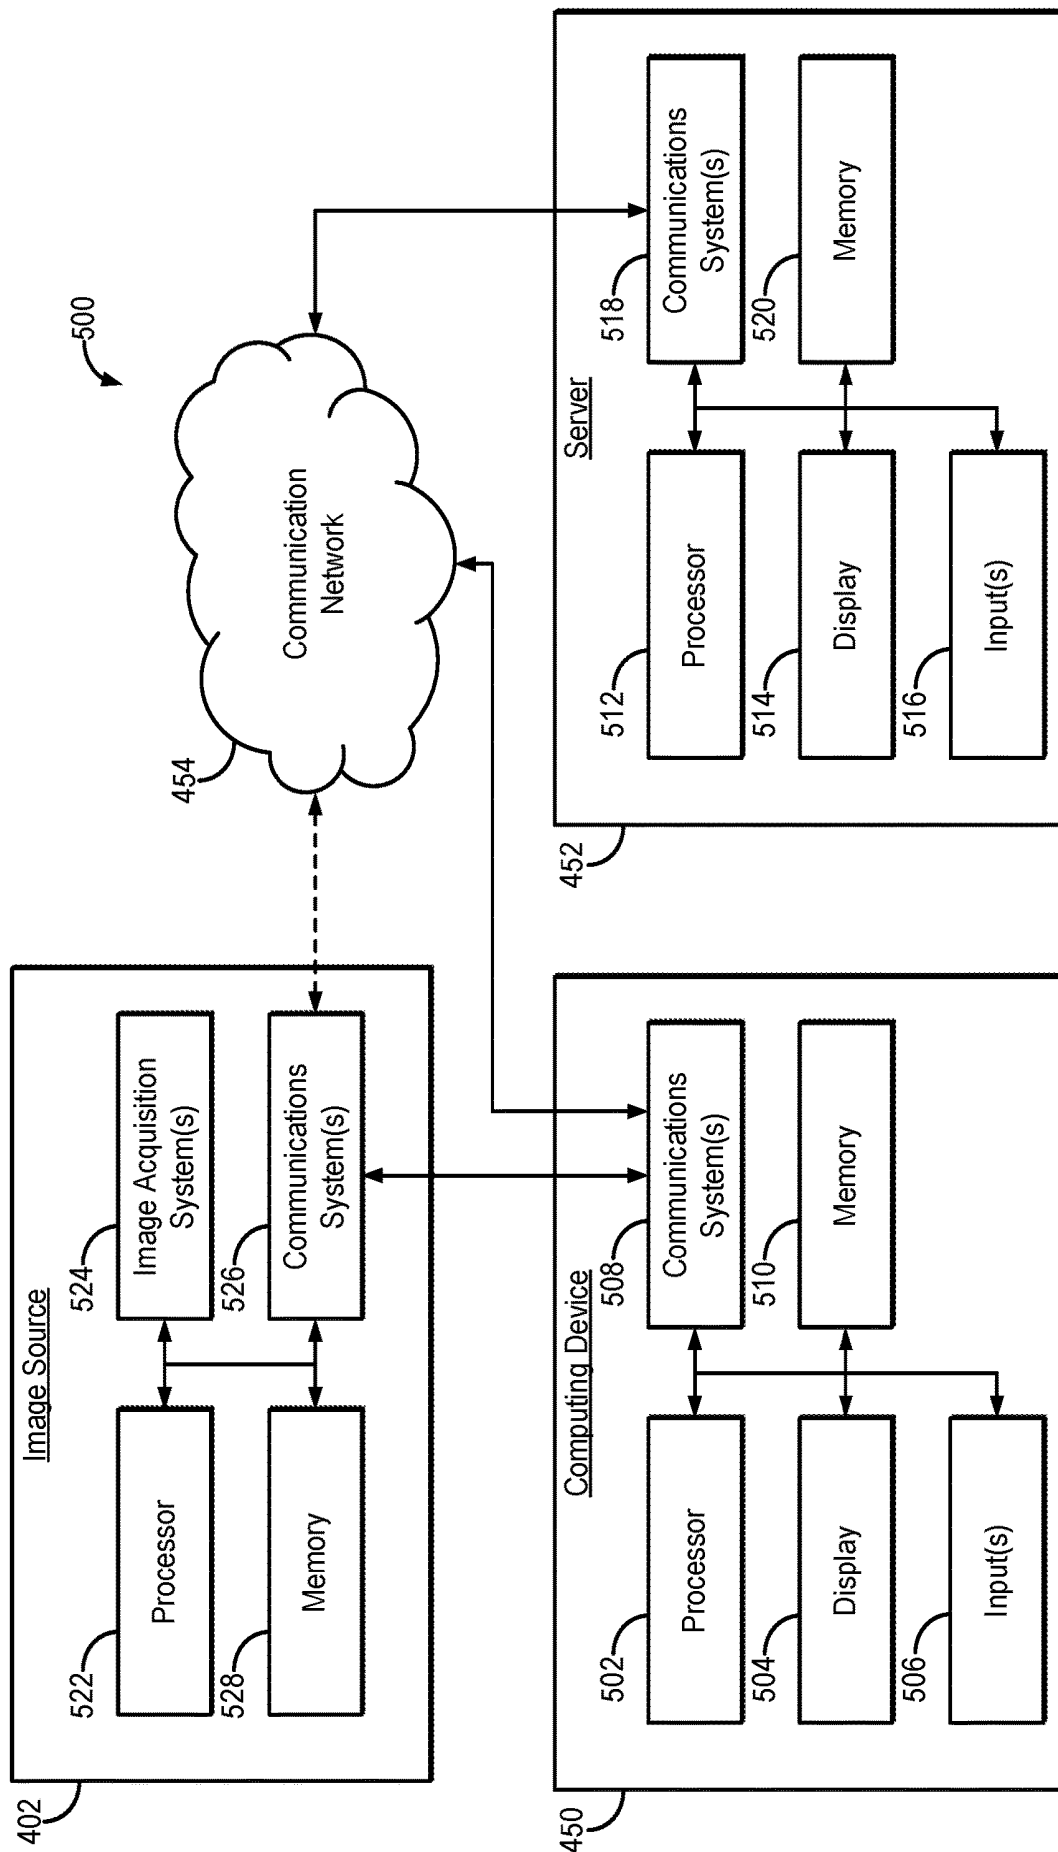 500
402
Image Source
522
Processor
524
Image Acquisition
System(s)
528
Memory
526
Communications
System(s)
454
Communication
Network
450
Computing Device
502
Processor
508
Communications
System(s)
504
Display
510
Memory
506
Input(s)
452
Server
512
Processor
518
Communications
System(s)
514
Display
520
Memory
516
Input(s)